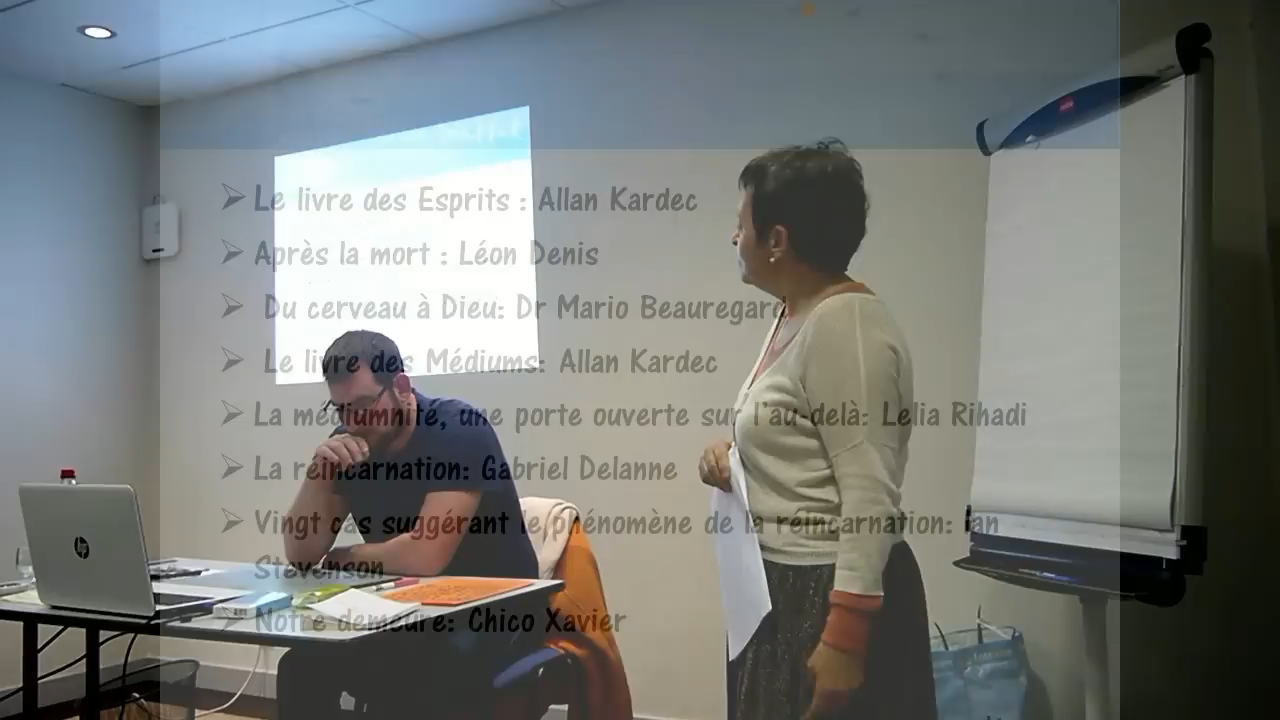 ➢ Le livre des Esprits : Allan Kardec
➢ Après la mort : Léon Denis
➢ Du cerveau à Dieu: Dr Mario Beauregard
➢ Le livre des Médiums: Allan Kardec
➢ La médiumnité, une porte ouverte sur l'au-delà: Lelia Rihadi
➢ La réincarnation: Gabriel Delanne
➢ Vingt cas suggérant le phénomène de la réincarnation: Ian
Stevenson
➢ Notre demeure: Chico Xavier
hp